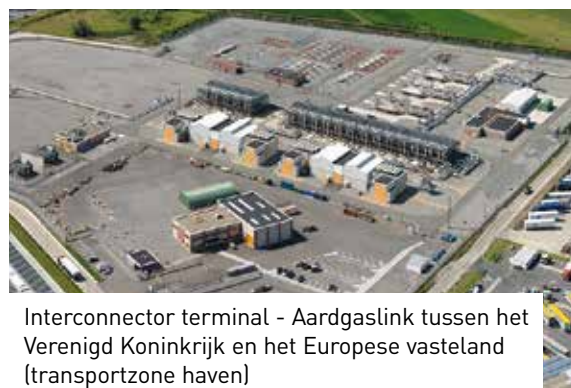 Interconnector terminal - Aardgaslink tussen het
Verenigd Koninkrijk en het Europese vasteland
(transportzone haven)